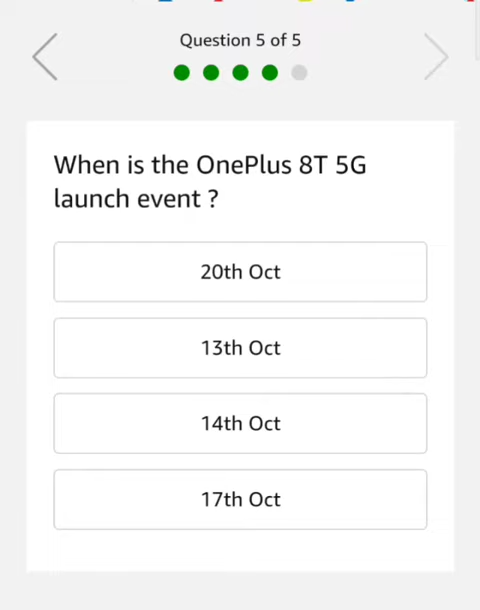 Question 5 of 5
When is the OnePlus 8T 5G
launch event ?
20th Oct
13th Oct
14th Oct
17th Oct